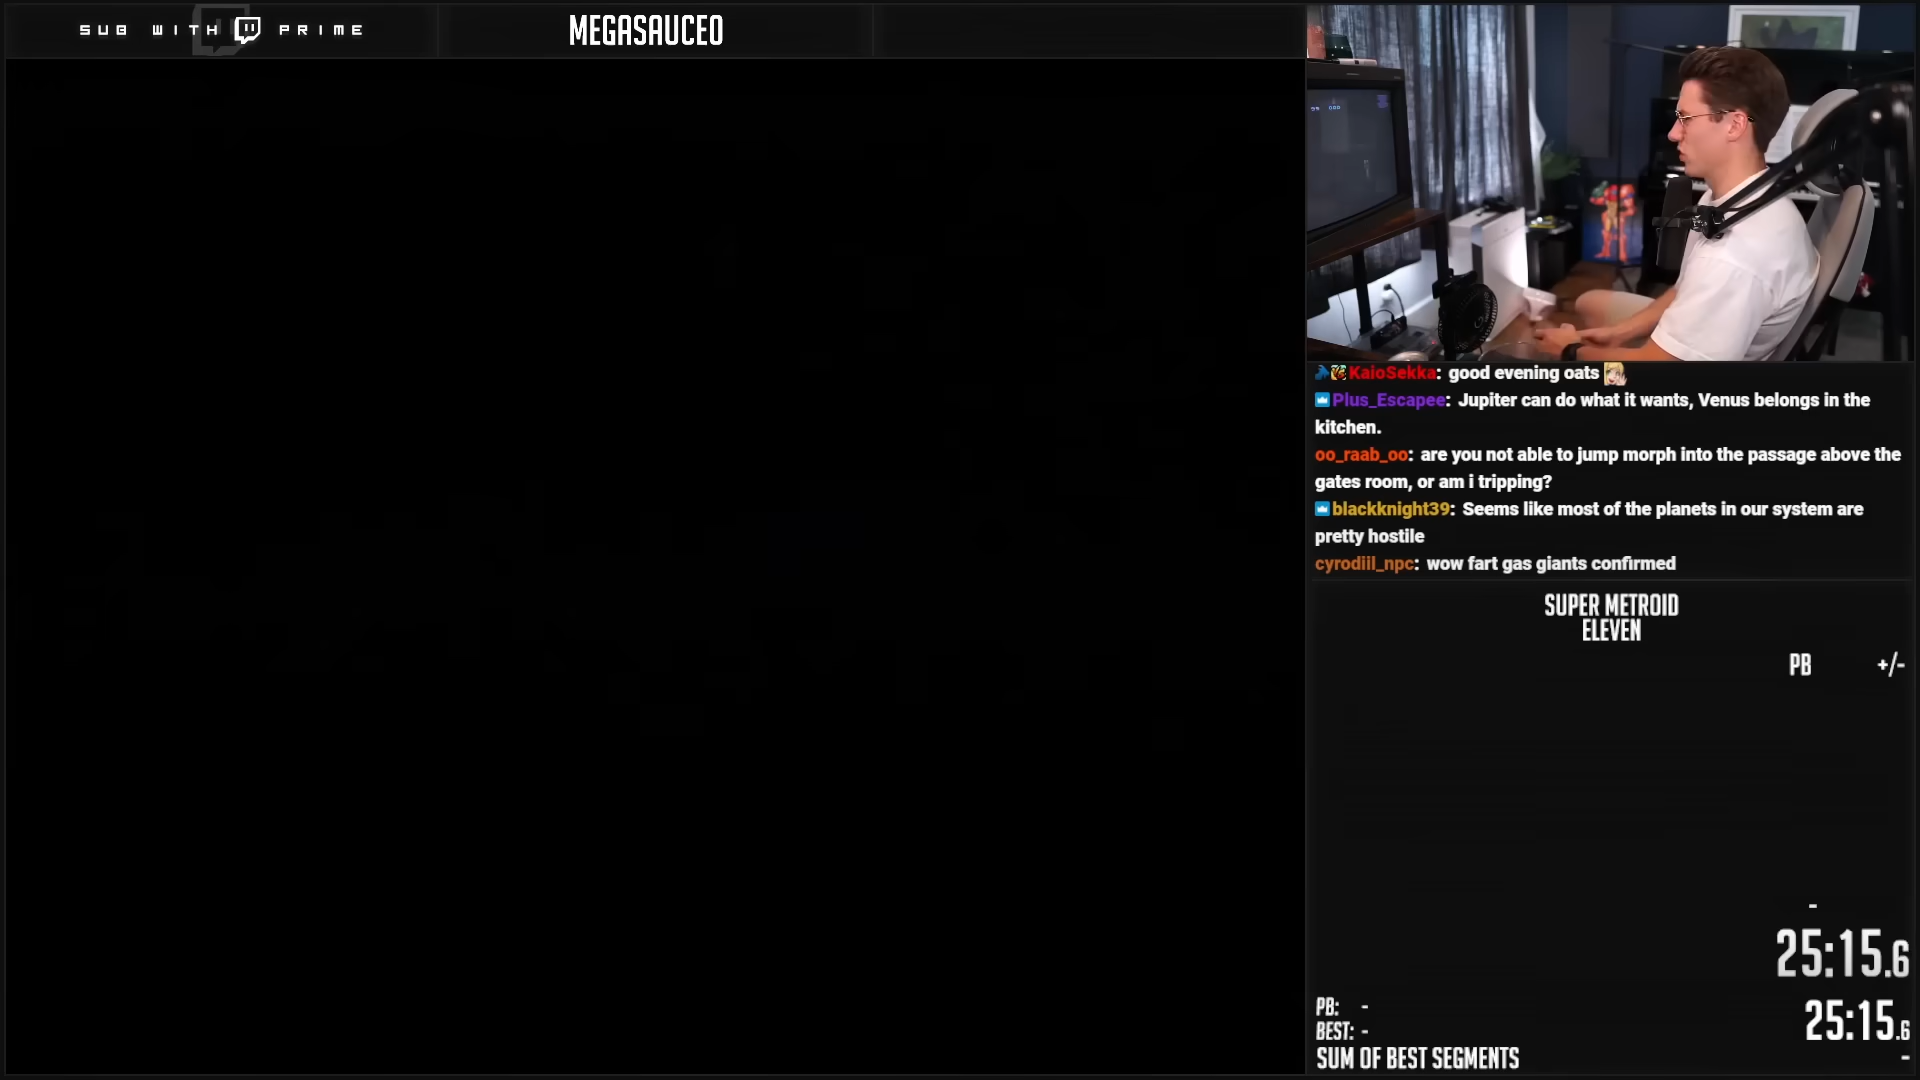 SUB WITH PRIME
MEGASAUCEO
KaioSekka: good evening oats
Plus_Escapee: Jupiter can do what it wants, Venus belongs in the
kitchen.
oo_raab_oo: are you not able to jump morph into the passage above the
gates room, or am i tripping?
blackknight39: Seems like most of the planets in our system are
pretty hostile
cyrodiil_npc: wow fart gas giants confirmed
SUPER METROID
ELEVEN
PB +/-
-
25:15.6
PB: - 25:15.6
BEST: -
SUM OF BEST SEGMENTS -